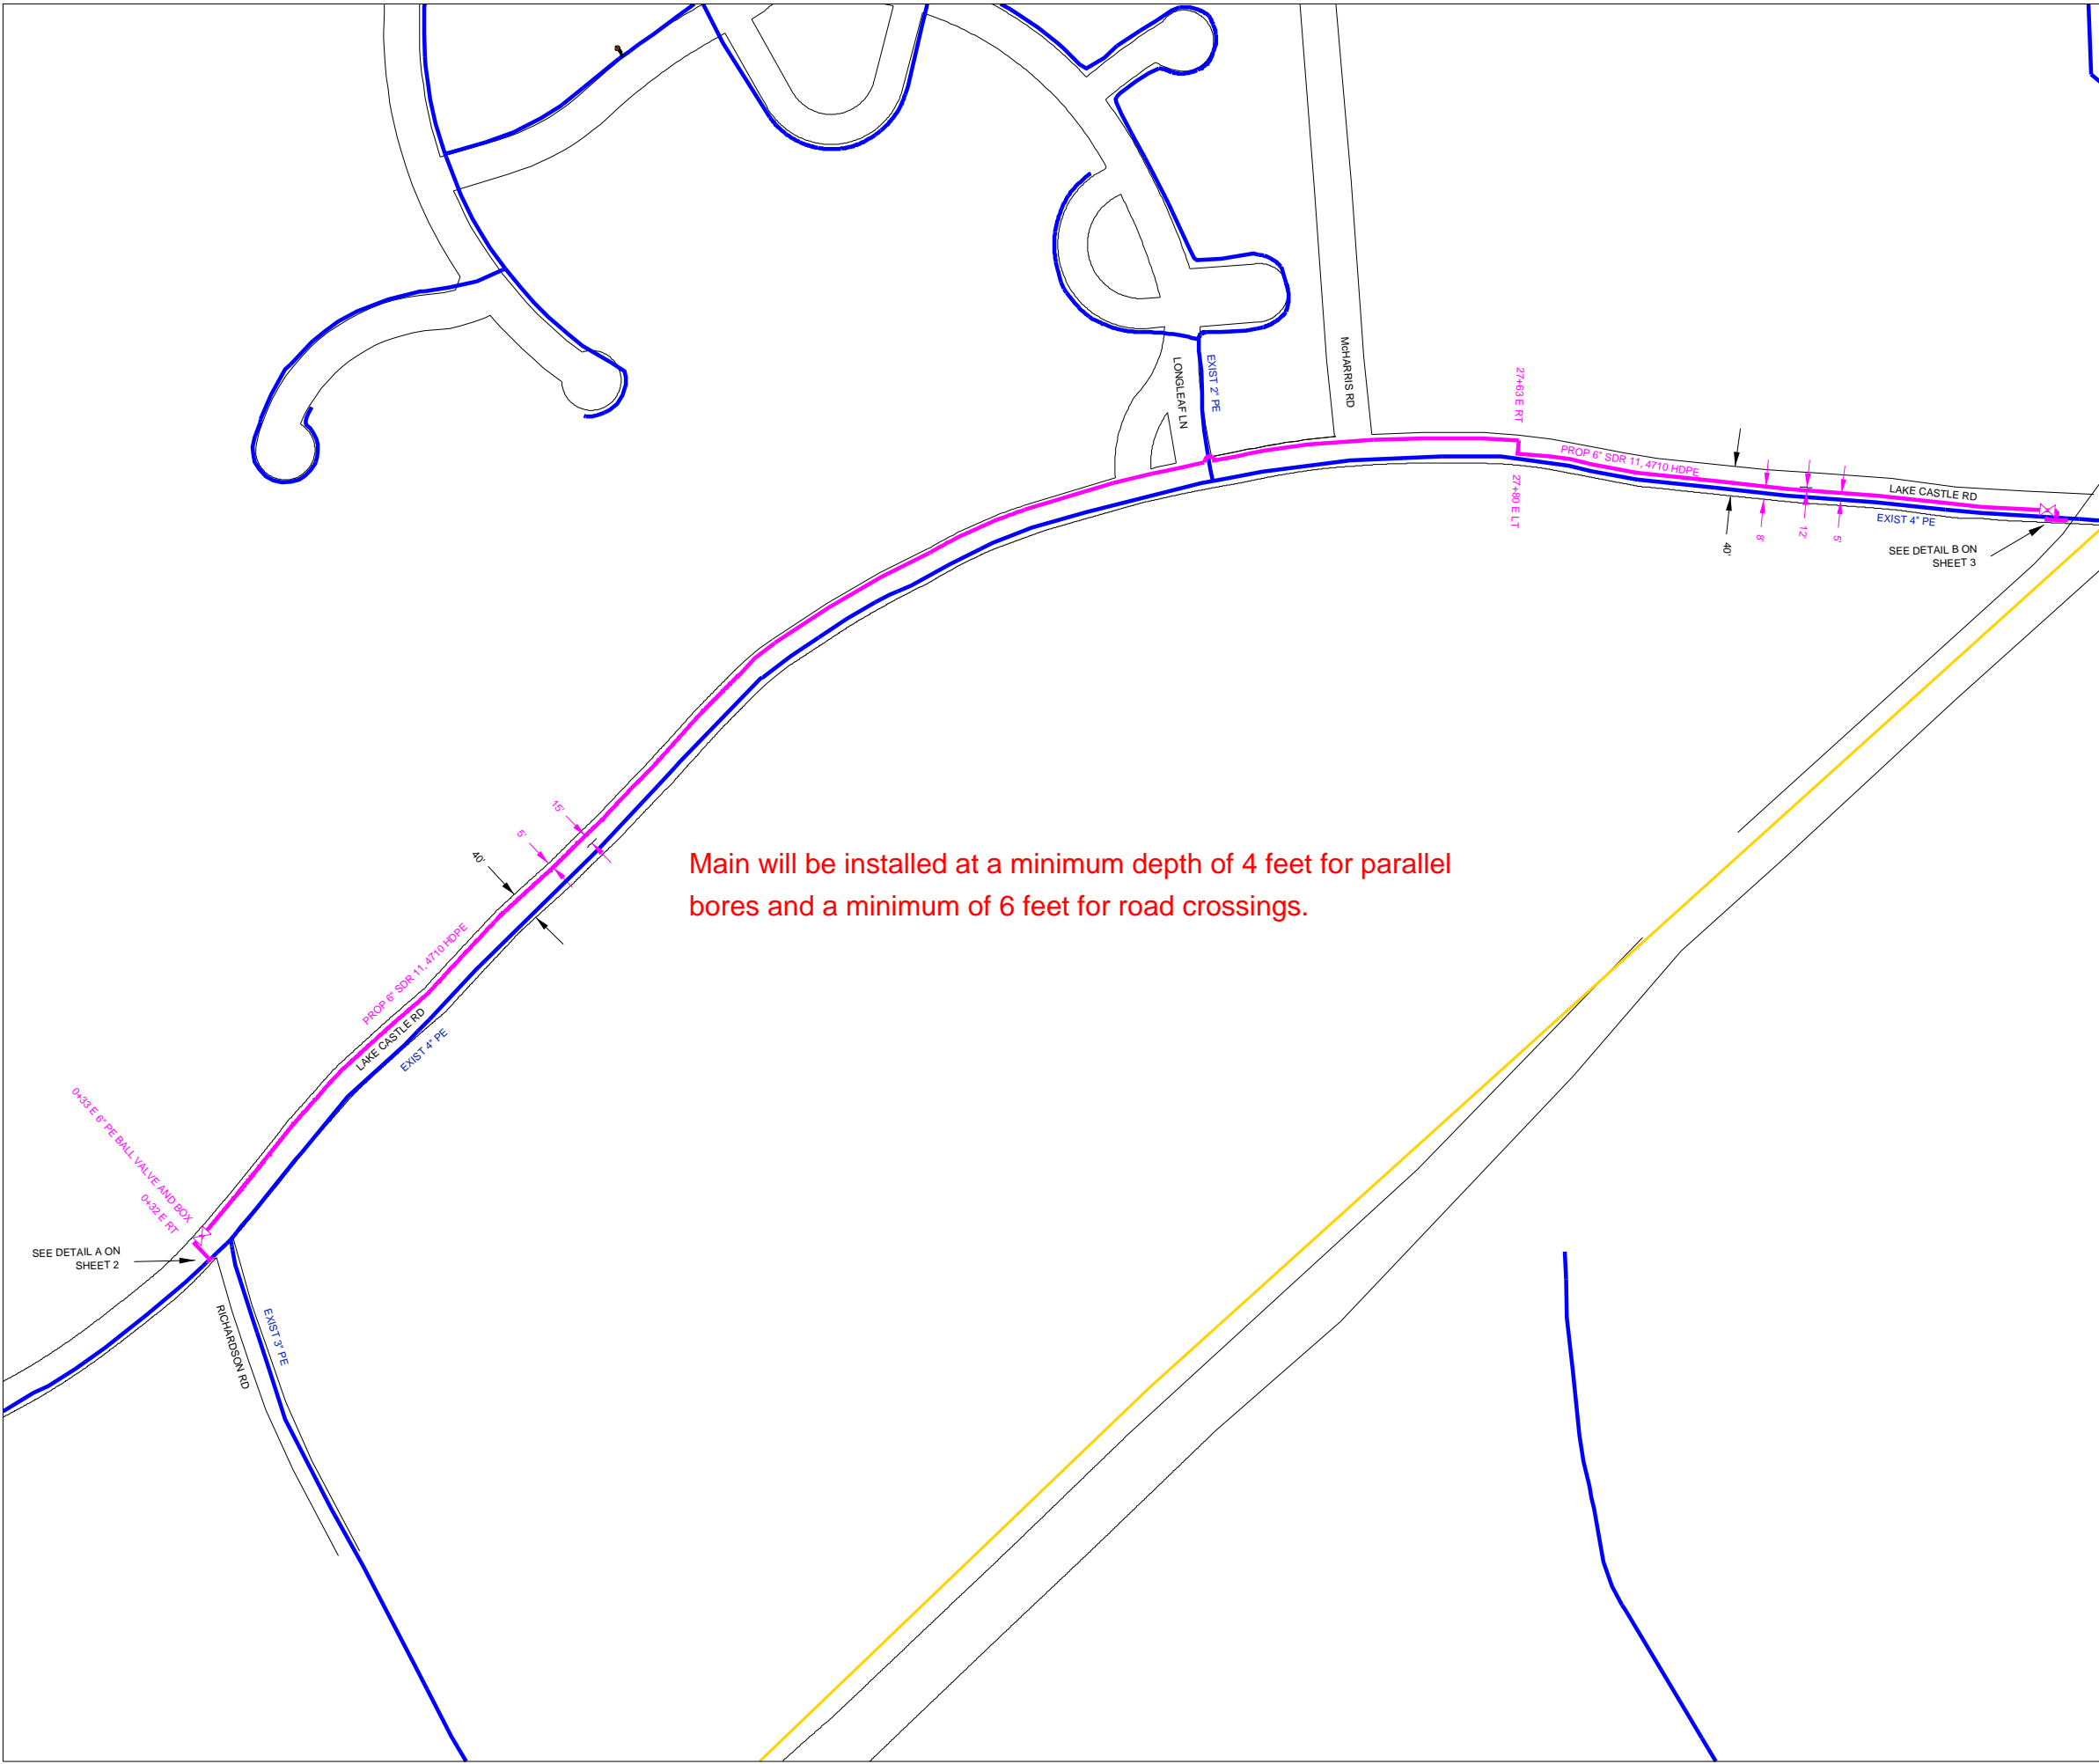 LONGLEAF LN
EXIST 2" PE
McHARRIS RD
27+63 E RT
27+80 E LT
PROP 6" SDR 11, 4710 HDPE
LAKE CASTLE RD
EXIST 4" PE
40'
8'
12'
5'
SEE DETAIL B ON
SHEET 3
15'
5'
40'
Main will be installed at a minimum depth of 4 feet for parallel
bores and a minimum of 6 feet for road crossings.
PROP 6" SDR 11, 4710 HDPE
LAKE CASTLE RD
EXIST 4" PE
0+33 E 6" PE BALL VALVE AND BOX
0+32 E RT
SEE DETAIL A ON
SHEET 2
RICHARDSON RD
EXIST 3" PE